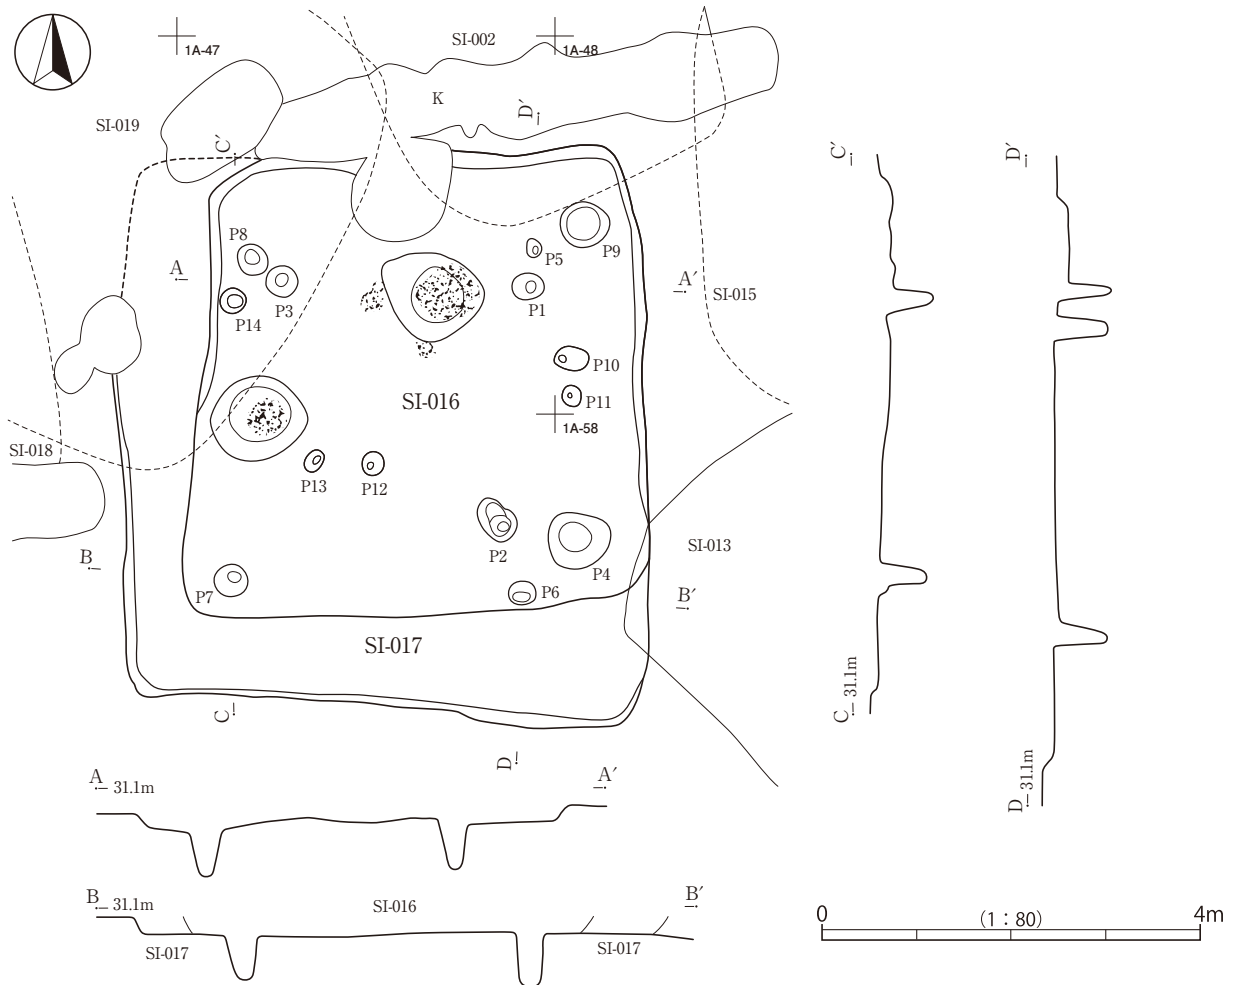 1A-47
SI-002
1A-48
K
D′
SI-019
C′
P8
P9
P5
A
A′
SI-015
P3
P14
P1
P10
SI-016
P11
1A-58
SI-018
P13
P12
P2
SI-013
B
P4
P7
P6
B′
SI-017
C
D
C′
D′
C 31.1m
D 31.1m
A 31.1m
A′
B 31.1m
SI-016
B′
SI-017
SI-017
0
(1：80)
4m